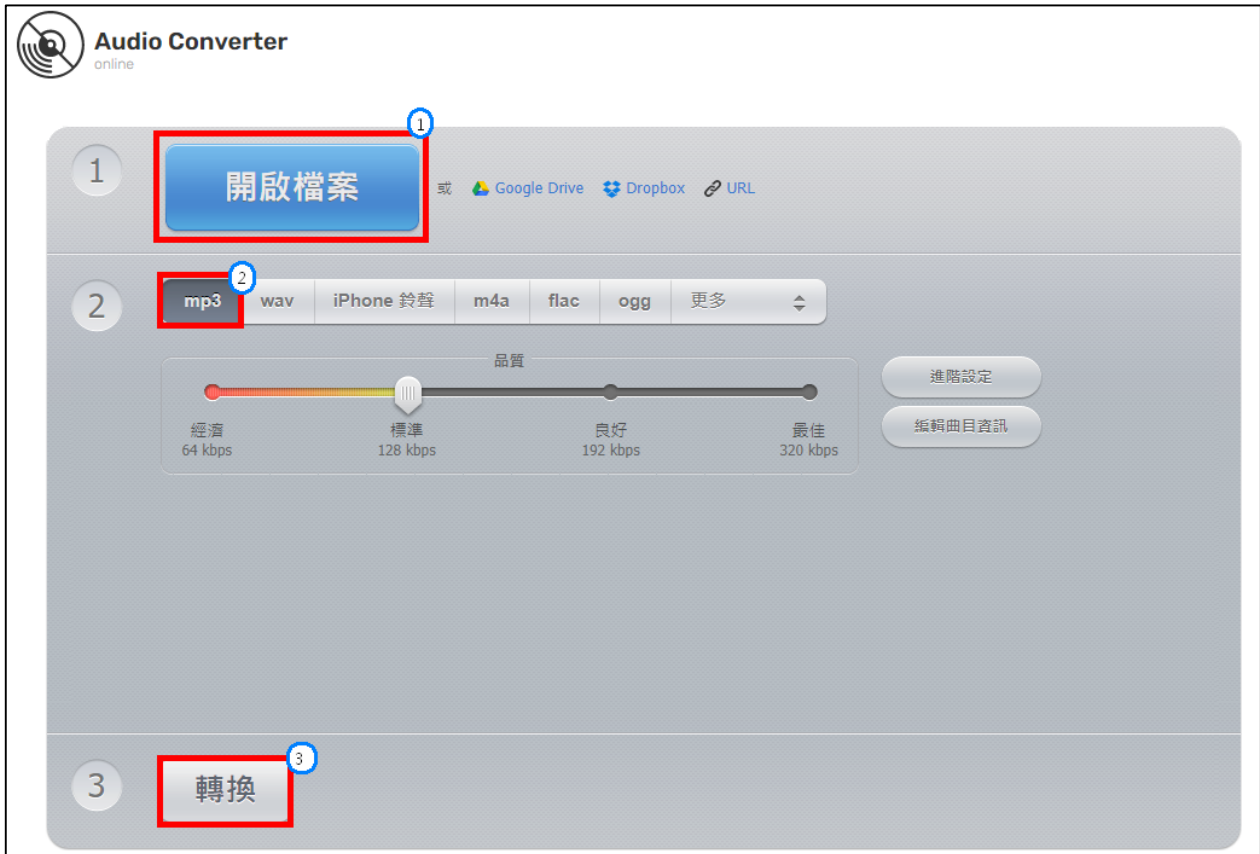 Audio Converter
online
1
1
開啟檔案 或 Google Drive Dropbox URL
2
2
mp3 wav iPhone 鈴聲 m4a flac ogg 更多
品質
進階設定
經濟 標準 良好 最佳
64 kbps 128 kbps 192 kbps 320 kbps
編輯曲目資訊
3
3
轉換